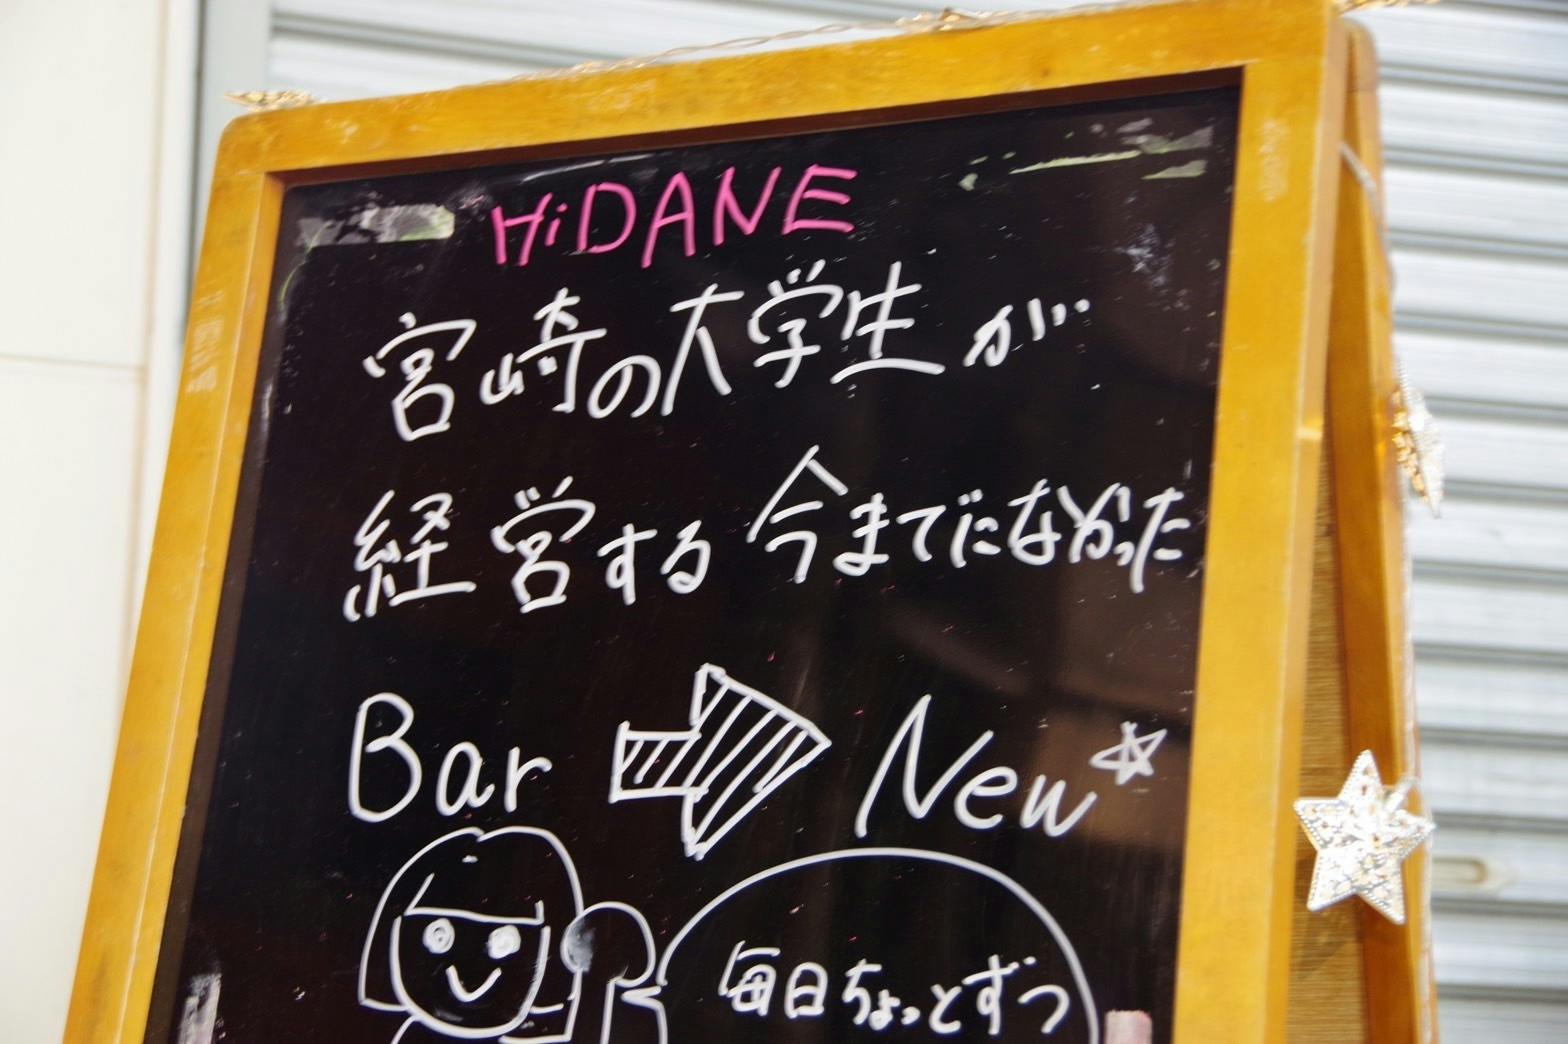 HiDANE
宮崎の大学生が
経営する今までになかった
Bar New
毎日ちょっとずつ